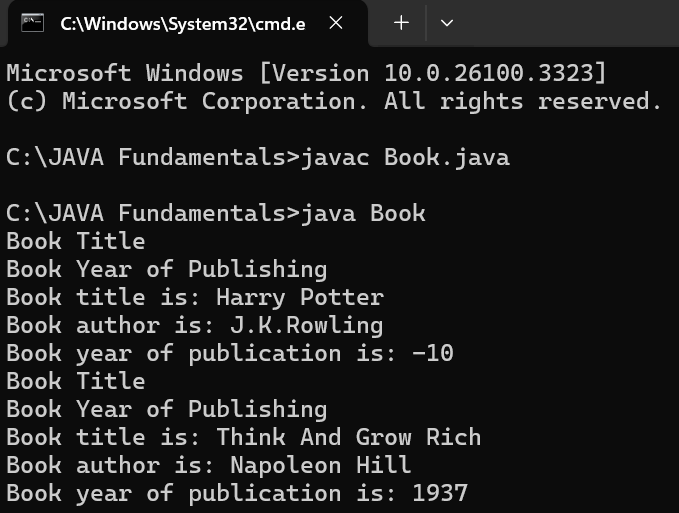 C:\Windows\System32\cmd.e
Microsoft Windows [Version 10.0.26100.3323]
(c) Microsoft Corporation. All rights reserved.
C:\JAVA Fundamentals>javac Book.java
C:\JAVA Fundamentals>java Book
Book Title
Book Year of Publishing
Book title is: Harry Potter
Book author is: J.K.Rowling
Book year of publication is: -10
Book Title
Book Year of Publishing
Book title is: Think And Grow Rich
Book author is: Napoleon Hill
Book year of publication is: 1937